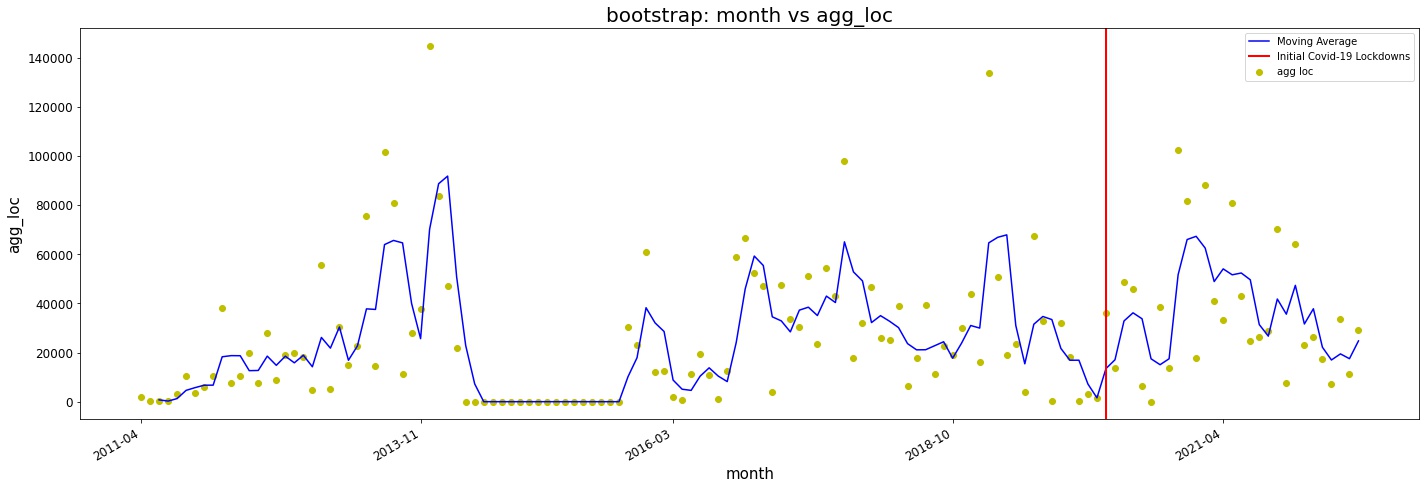 bootstrap: month vs agg_loc
Moving Average
Initial Covid-19 Lockdowns
agg loc
140000
120000
100000
80000
60000
40000
20000
0
agg_loc
2011-04
2013-11
2016-03
2018-10
2021-04
month